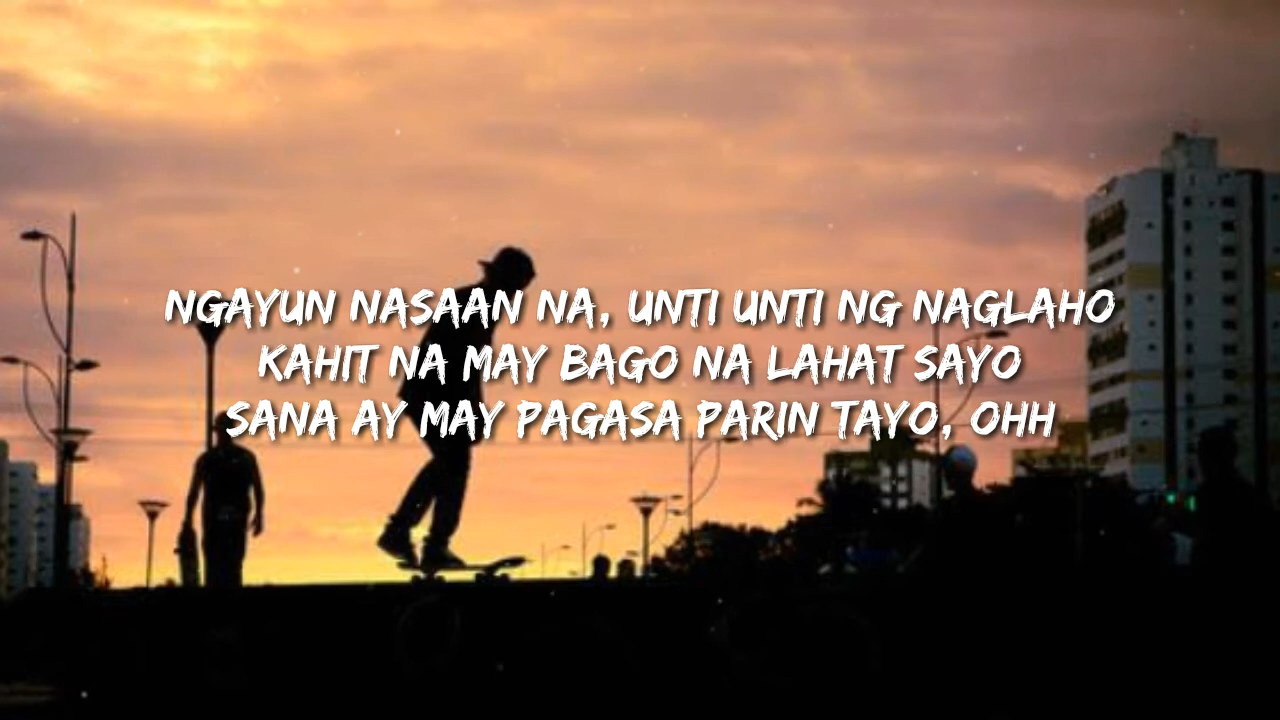 NGAYUN NASAAN NA, UNTI UNTI NG NAGLAHO
KAHIT NA MAY BAGO NA LAHAT SAYO
SANA AY MAY PAGASA PARIN TAYO, OHH